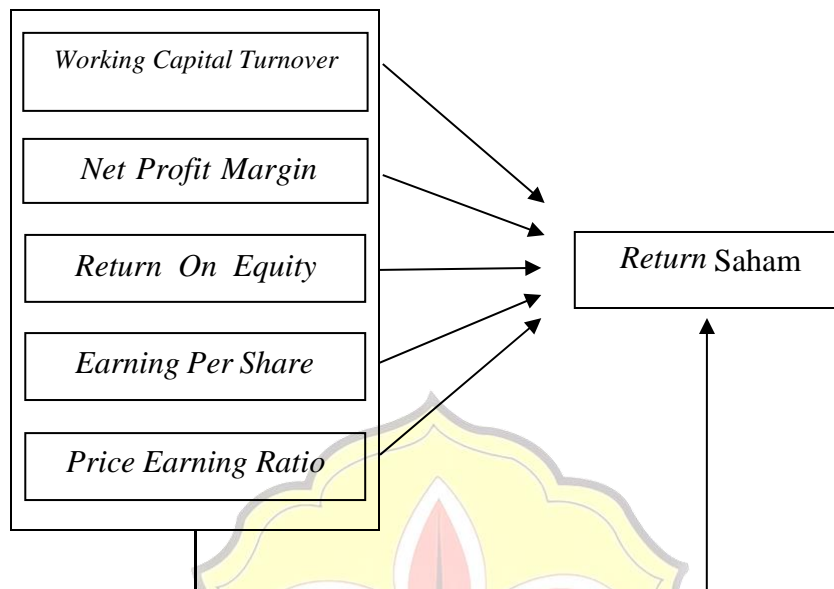 Working Capital Turnover
Net Profit Margin
Return On Equity
Return Saham
Earning Per Share
Price Earning Ratio